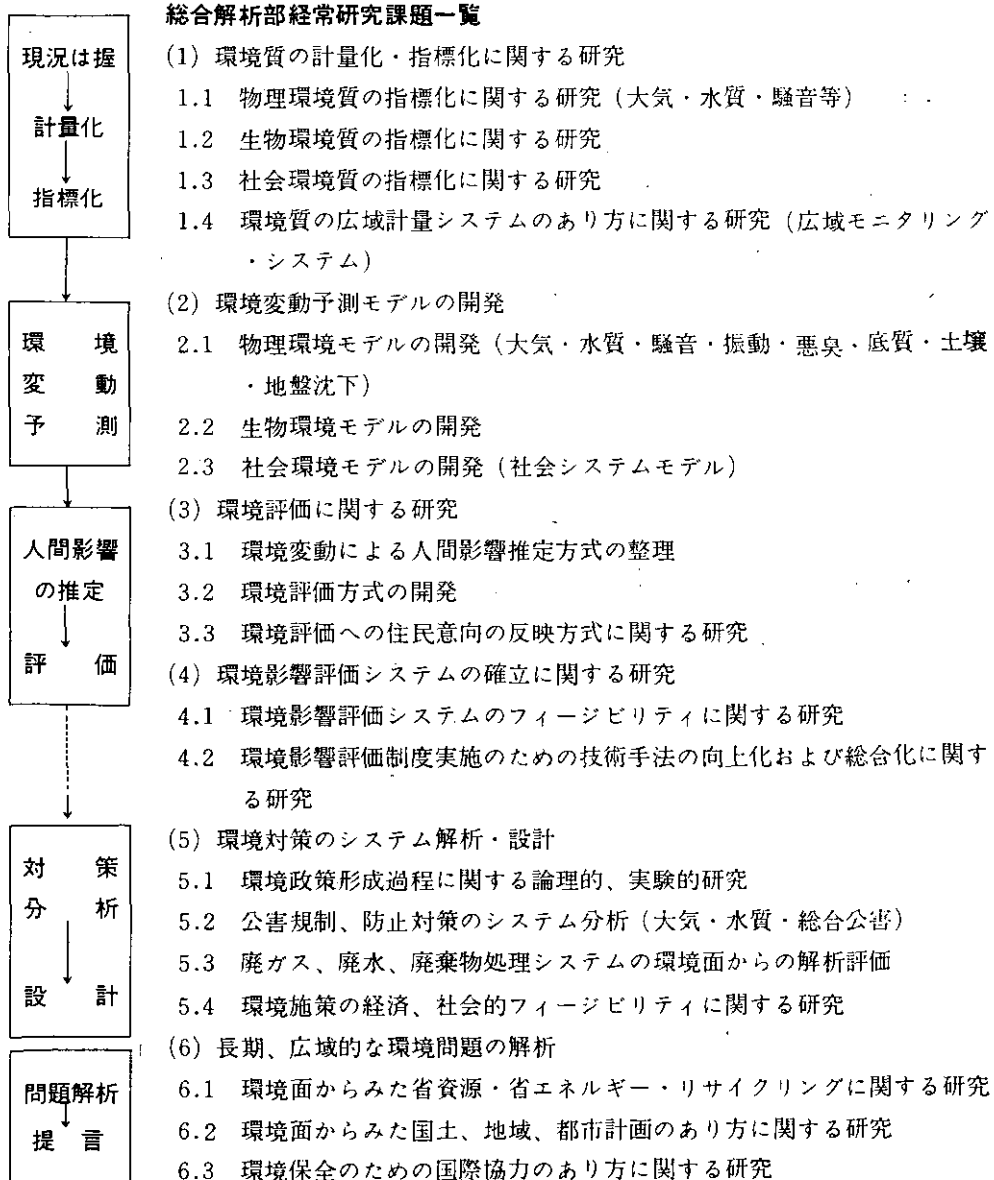 総合解析部経常研究課題一覧
現況は握
計量化
指標化
(1) 環境質の計量化・指標化に関する研究
1.1 物理環境質の指標化に関する研究（大気・水質・騒音等）
1.2 生物環境質の指標化に関する研究
1.3 社会環境質の指標化に関する研究
1.4 環境質の広域計量システムのあり方に関する研究（広域モニタリング
・システム）
環境
変動
予測
(2) 環境変動予測モデルの開発
2.1 物理環境モデルの開発（大気・水質・騒音・振動・悪臭・底質・土壌
・地盤沈下）
2.2 生物環境モデルの開発
2.3 社会環境モデルの開発（社会システムモデル）
人間影響
の推定
評価
(3) 環境評価に関する研究
3.1 環境変動による人間影響推定方式の整理
3.2 環境評価方式の開発
3.3 環境評価への住民意向の反映方式に関する研究
(4) 環境影響評価システムの確立に関する研究
4.1 環境影響評価システムのフィージビリティに関する研究
4.2 環境影響評価制度実施のための技術手法の向上化および総合化に関す
る研究
対策
分析
設計
(5) 環境対策のシステム解析・設計
5.1 環境政策形成過程に関する論理的、実験的研究
5.2 公害規制、防止対策のシステム分析（大気・水質・総合公害）
5.3 廃ガス、廃水、廃棄物処理システムの環境面からの解析評価
5.4 環境施策の経済、社会的フィージビリティに関する研究
問題解析
提言
(6) 長期、広域的な環境問題の解析
6.1 環境面からみた省資源・省エネルギー・リサイクリングに関する研究
6.2 環境面からみた国土、地域、都市計画のあり方に関する研究
6.3 環境保全のための国際協力のあり方に関する研究